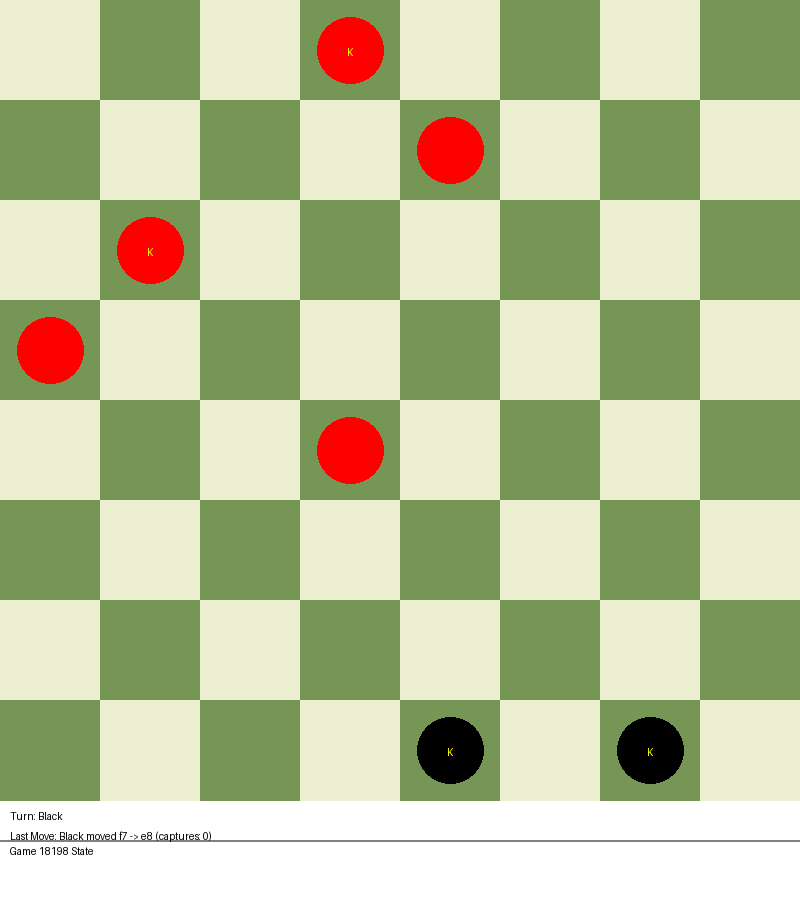 K
K
K K
Turn: Black
Last Move: Black moved f7 -> e8 (captures: 0)
Game 18198 State